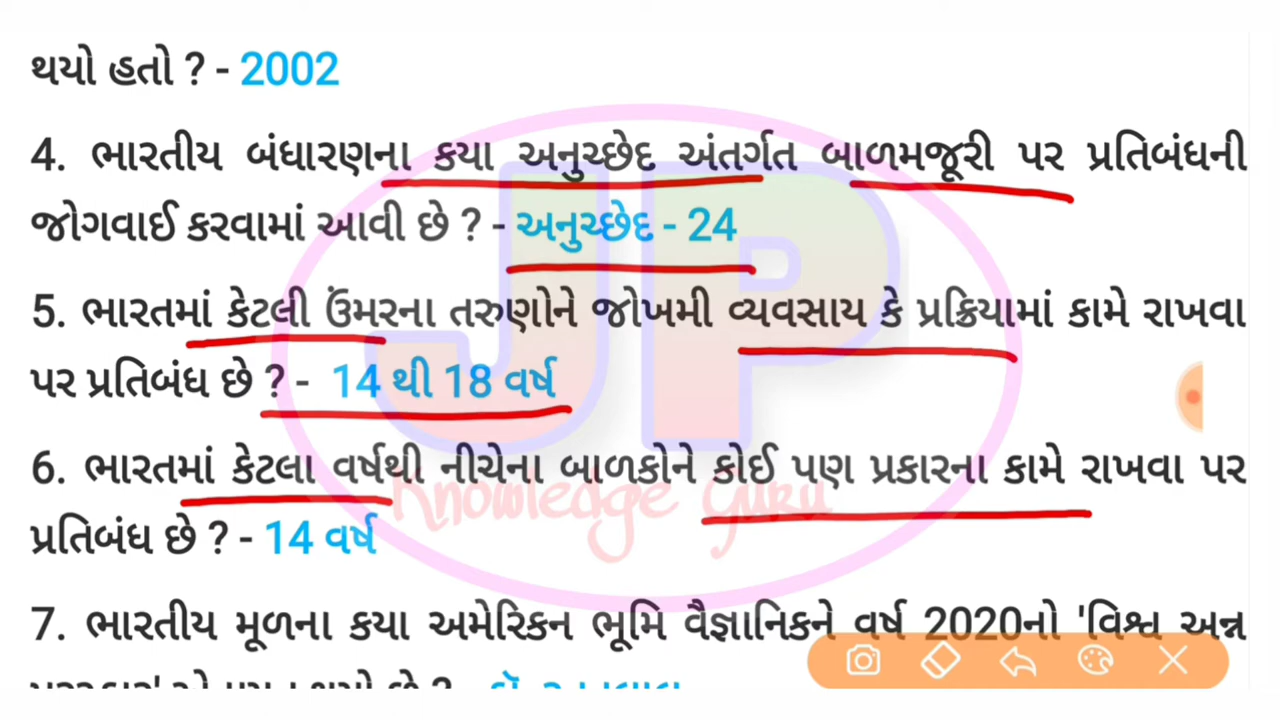 થયો હતો ? - 2002
4. ભારતીય બંધારણના કયા અનુચ્છેદ અંતર્ગત બાળમજૂરી પર પ્રતિબંધની
જોગવાઈ કરવામાં આવી છે ? - અનુચ્છેદ - 24
5. ભારતમાં કેટલી ઉંમરના તરુણોને જોખમી વ્યવસાય કે પ્રક્રિયામાં કામે રાખવા
પર પ્રતિબંધ છે ? - 14 થી 18 વર્ષ
6. ભારતમાં કેટલા વર્ષથી નીચેના બાળકોને કોઈ પણ પ્રકારના કામે રાખવા પર
પ્રતિબંધ છે ? - 14 વર્ષ
7. ભારતીય મૂળના કયા અમેરિકન ભૂમિ વૈજ્ઞાનિકને વર્ષ 2020નો 'વિશ્વ અન્ન
JP
Knowledge Guru